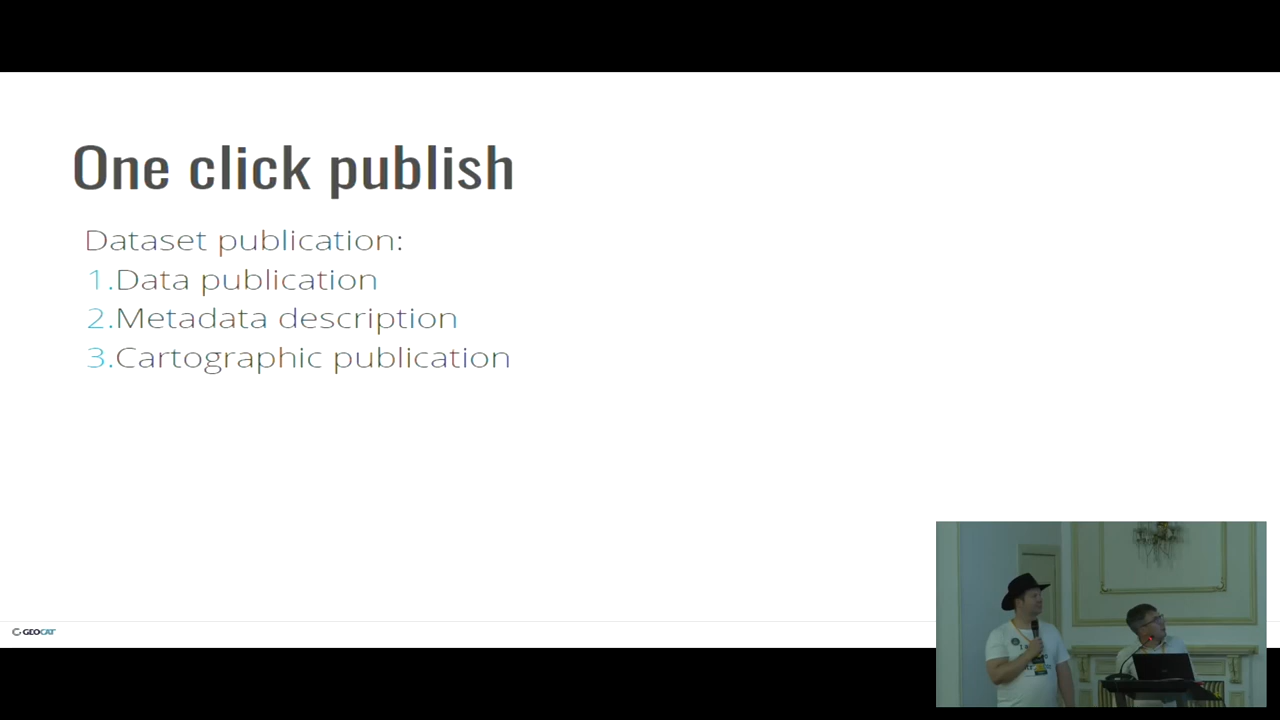 One click publish
Dataset publication:
1.Data publication
2.Metadata description
3.Cartographic publication
GEOCAT